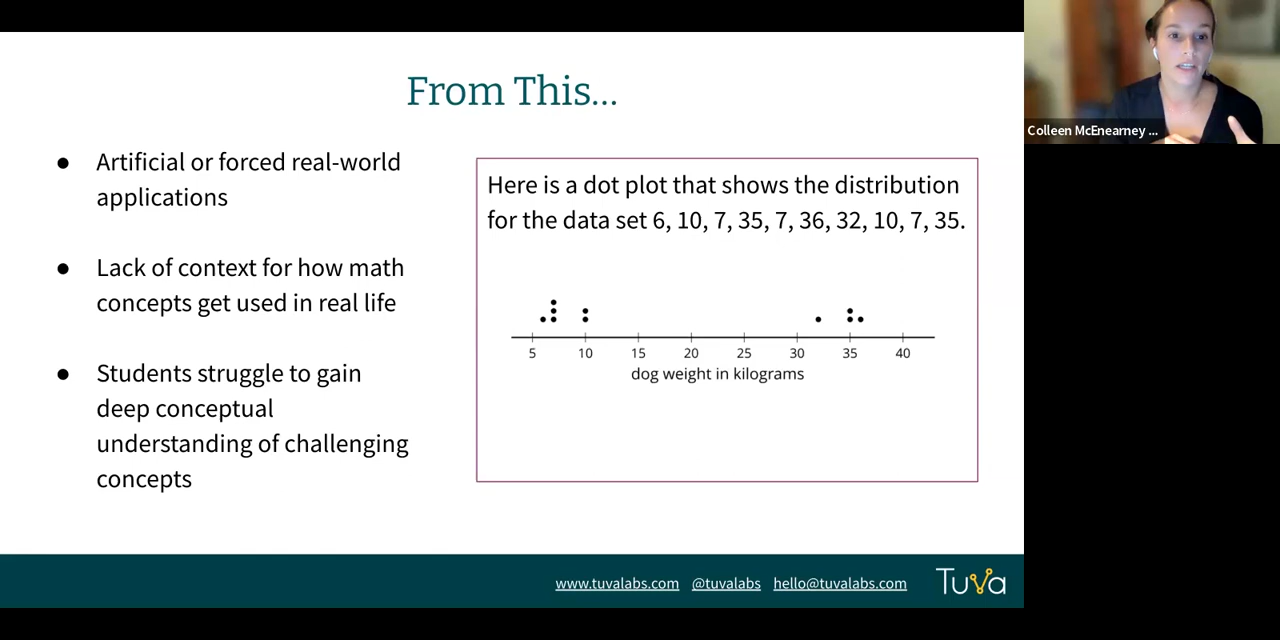 From This...
● Artificial or forced real-world
applications
● Lack of context for how math
concepts get used in real life
● Students struggle to gain
deep conceptual
understanding of challenging
concepts
Here is a dot plot that shows the distribution
for the data set 6, 10, 7, 35, 7, 36, 32, 10, 7, 35.
5 10 15 20 25 30 35 40
dog weight in kilograms
www.tuvalabs.com @tuvalabs hello@tuvalabs.com
Tuva
Colleen McEnearney ...